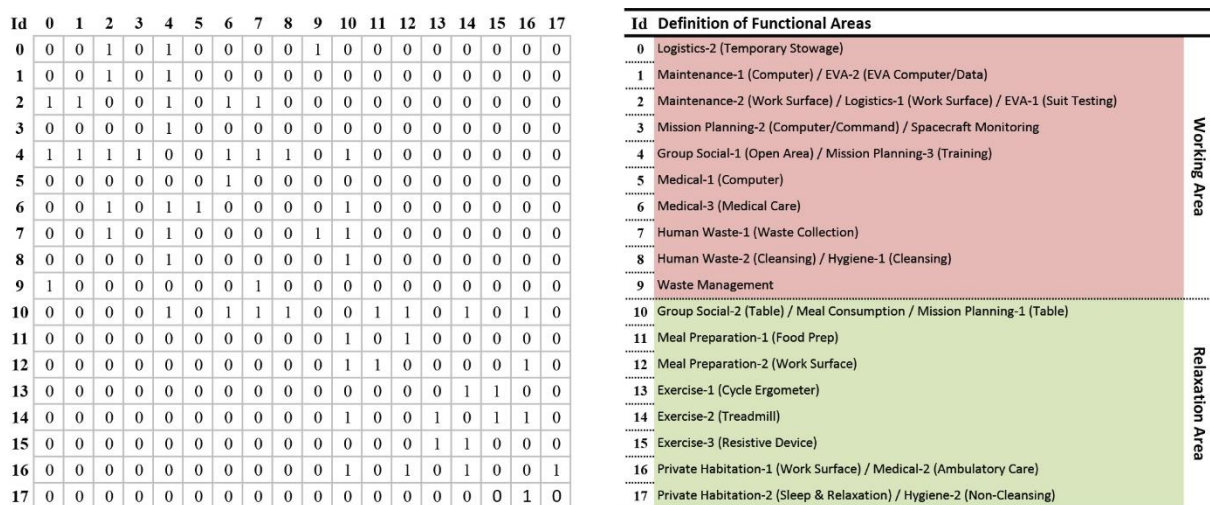 Id 0 1 2 3 4 5 6 7 8 9 10 11 12 13 14 15 16 17
0 0 0 1 0 1 0 0 0 0 1 0 0 0 0 0 0 0 0
1 0 0 1 0 1 0 0 0 0 0 0 0 0 0 0 0 0 0
2 1 1 0 0 1 0 1 1 0 0 0 0 0 0 0 0 0 0
3 0 0 0 0 1 0 0 0 0 0 0 0 0 0 0 0 0 0
4 1 1 1 1 0 0 1 1 1 0 1 0 0 0 0 0 0 0
5 0 0 0 0 0 0 1 0 0 0 0 0 0 0 0 0 0 0
6 0 0 1 0 1 1 0 0 0 0 1 0 0 0 0 0 0 0
7 0 0 1 0 1 0 0 0 0 1 1 0 0 0 0 0 0 0
8 0 0 0 0 1 0 0 0 0 0 1 0 0 0 0 0 0 0
9 1 0 0 0 0 0 0 1 0 0 0 0 0 0 0 0 0 0
10 0 0 0 0 1 0 1 1 1 0 0 1 1 0 1 0 1 0
11 0 0 0 0 0 0 0 0 0 0 1 0 1 0 0 0 0 0
12 0 0 0 0 0 0 0 0 0 0 1 1 0 0 0 0 1 0
13 0 0 0 0 0 0 0 0 0 0 0 0 0 0 1 1 0 0
14 0 0 0 0 0 0 0 0 0 0 1 0 0 1 0 1 1 0
15 0 0 0 0 0 0 0 0 0 0 0 0 0 1 1 0 0 0
16 0 0 0 0 0 0 0 0 0 0 1 0 1 0 1 0 0 1
17 0 0 0 0 0 0 0 0 0 0 0 0 0 0 0 0 1 0
Id Definition of Functional Areas
0 Logistics-2 (Temporary Stowage)
1 Maintenance-1 (Computer) / EVA-2 (EVA Computer/Data)
2 Maintenance-2 (Work Surface) / Logistics-1 (Work Surface) / EVA-1 (Suit Testing)
3 Mission Planning-2 (Computer/Command) / Spacecraft Monitoring
4 Group Social-1 (Open Area) / Mission Planning-3 (Training)
5 Medical-1 (Computer)
6 Medical-3 (Medical Care)
7 Human Waste-1 (Waste Collection)
8 Human Waste-2 (Cleansing) / Hygiene-1 (Cleansing)
9 Waste Management
Working Area
10 Group Social-2 (Table) / Meal Consumption / Mission Planning-1 (Table)
11 Meal Preparation-1 (Food Prep)
12 Meal Preparation-2 (Work Surface)
13 Exercise-1 (Cycle Ergometer)
14 Exercise-2 (Treadmill)
15 Exercise-3 (Resistive Device)
16 Private Habitation-1 (Work Surface) / Medical-2 (Ambulatory Care)
17 Private Habitation-2 (Sleep & Relaxation) / Hygiene-2 (Non-Cleansing)
Relaxation Area